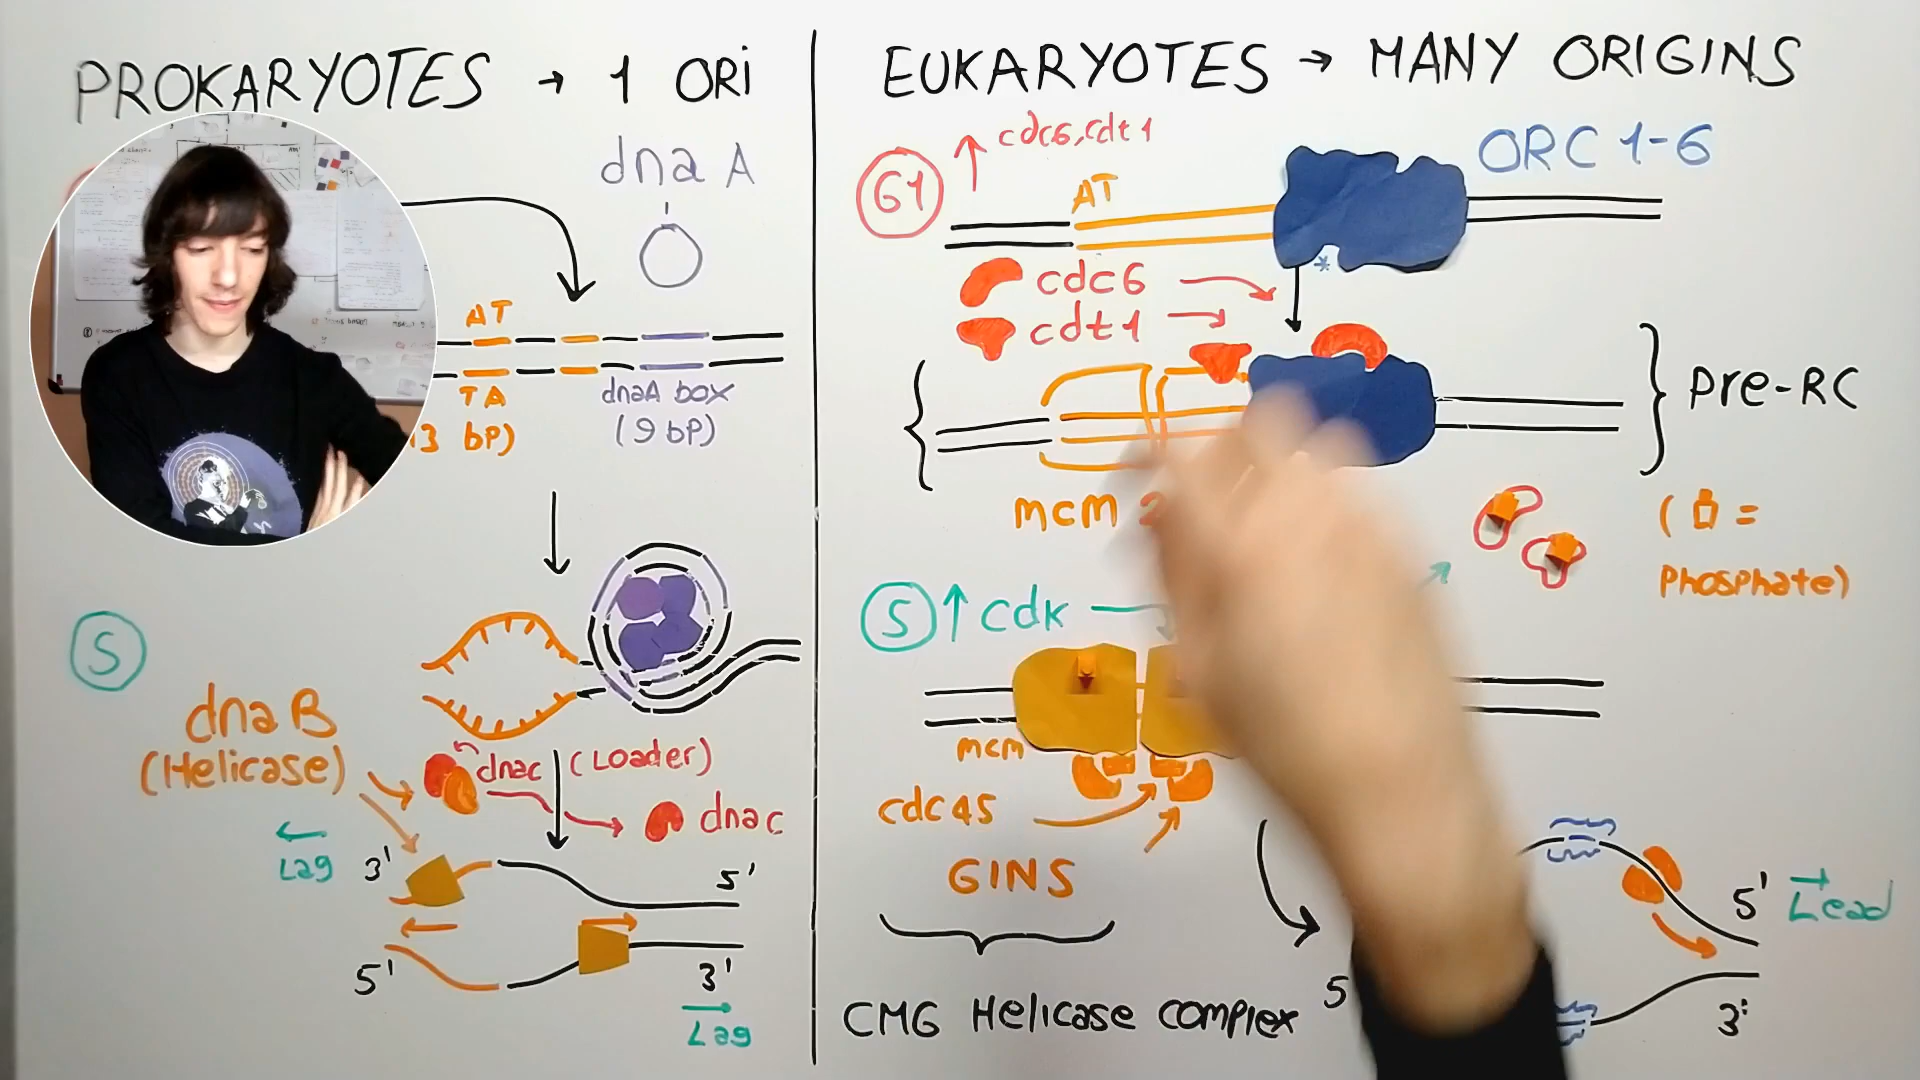 PROKARYOTES → 1 ORI
dna A
AT
TA
dnaA box
13 bP)
(9 bP)
S
dna B
(Helicase)
dnac (Loader)
dnac
← Lag
3'
5'
5'
3'
→ Lag
EUKARYOTES → MANY ORIGINS
G1
↑ cdc6, cdt1
ORC 1-6
AT
*
cdc6
cdt1
Pre-RC
mcm 2
( =
Phosphate)
S ↑ Cdk
mcm
cdc45
GINS
CMG Helicase complex
5
5'
→ Lead
3'